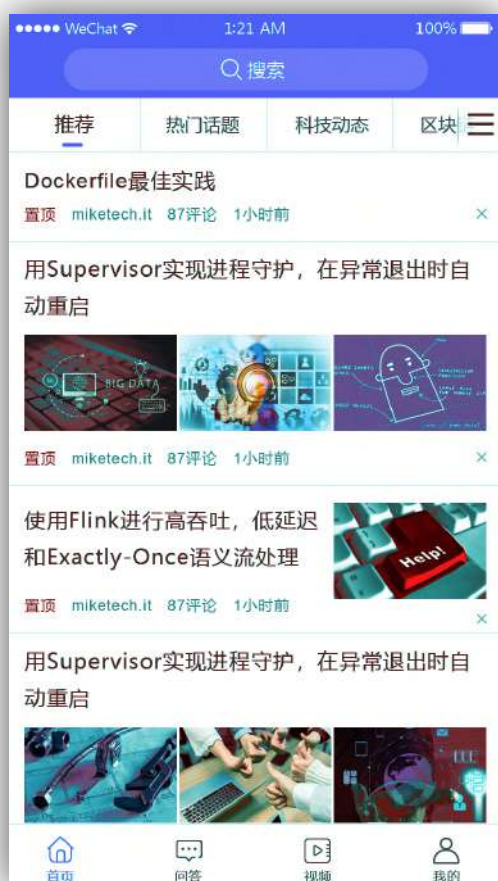 WeChat 1:21 AM 100%
搜索
推荐 热门话题 科技动态 区块
Dockerfile最佳实践
置顶 miketech.it 87评论 1小时前
用Supervisor实现进程守护，在异常退出时自
动重启
BIG DATA
置顶 miketech.it 87评论 1小时前
使用Flink进行高吞吐，低延迟
和Exactly-Once语义流处理
Help!
置顶 miketech.it 87评论 1小时前
用Supervisor实现进程守护，在异常退出时自
动重启
首页 问答 视频 我的